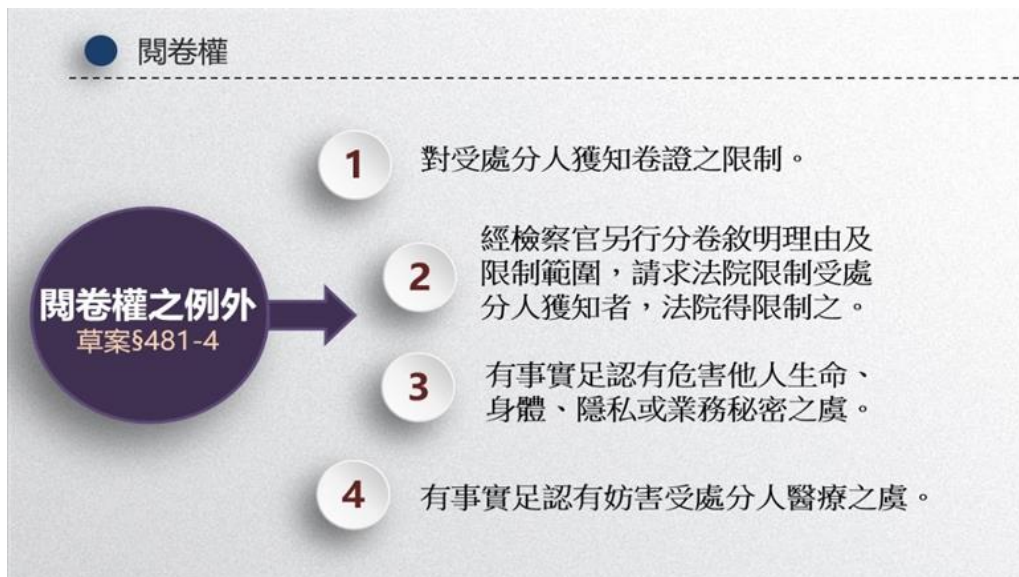 閱卷權
閱卷權之例外
草案§481-4
1
對受處分人獲知卷證之限制。
2
經檢察官另行分卷敘明理由及
限制範圍，請求法院限制受處
分人獲知者，法院得限制之。
3
有事實足認有危害他人生命、
身體、隱私或業務秘密之虞。
4
有事實足認有妨害受處分人醫療之虞。